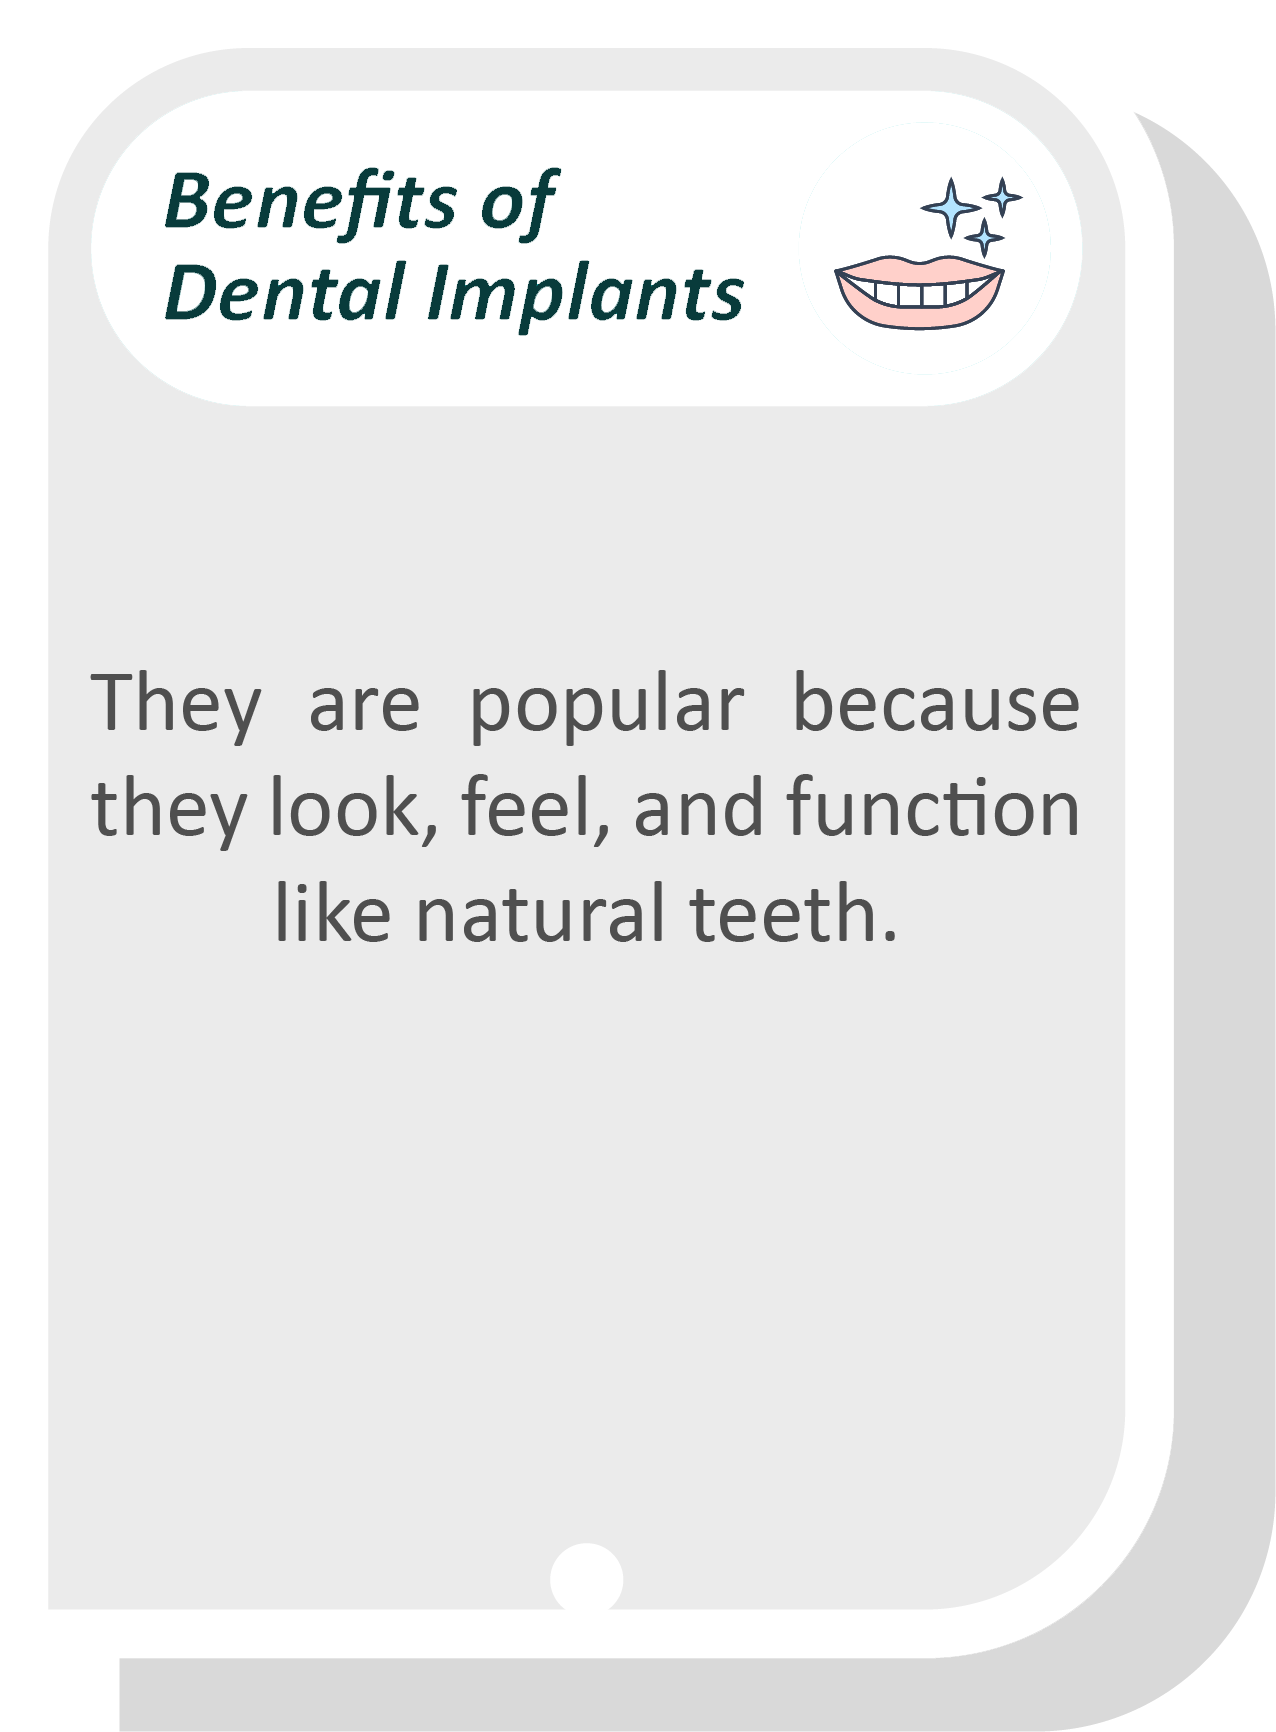 Benefits of
Dental Implants
They are popular because
they look, feel, and function
like natural teeth.